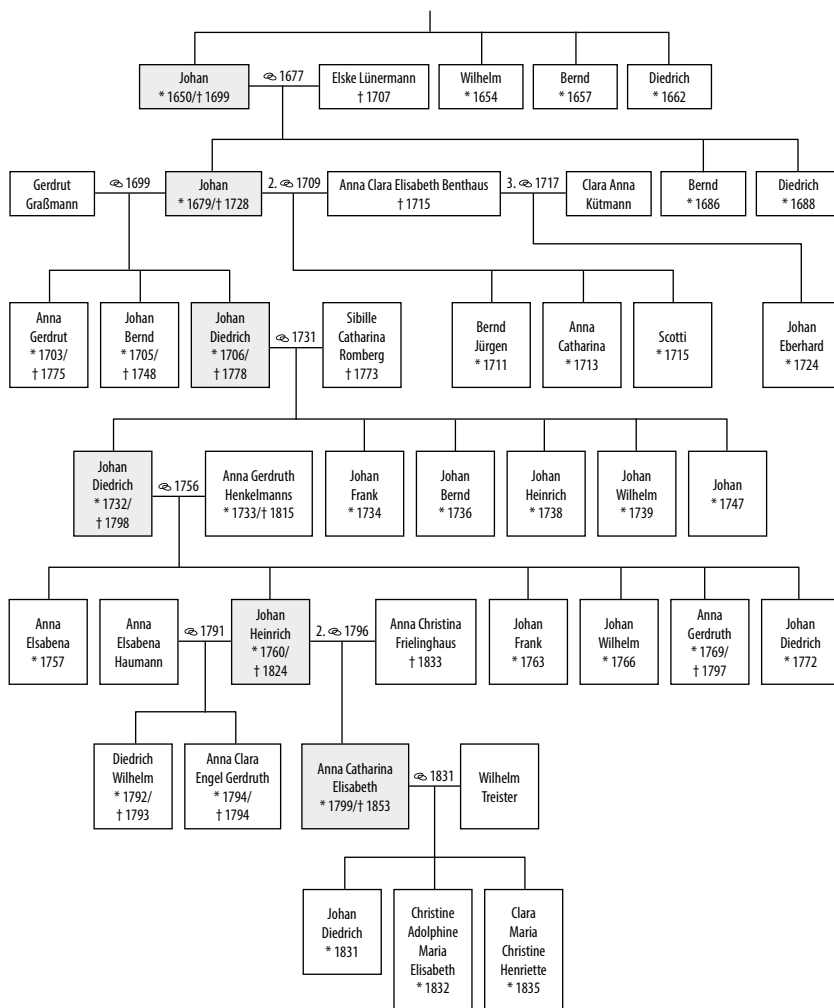 Johan
* 1650/† 1699
⚭ 1677
Elske Lünermann
† 1707
Wilhelm
* 1654
Bernd
* 1657
Diedrich
* 1662
Gerdrut
Graßmann
⚭ 1699
Johan
* 1679/† 1728
2. ⚭ 1709
Anna Clara Elisabeth Benthaus
† 1715
3. ⚭ 1717
Clara Anna
Kütmann
Bernd
* 1686
Diedrich
* 1688
Anna
Gerdrut
* 1703/
† 1775
Johan
Bernd
* 1705/
† 1748
Johan
Diedrich
* 1706/
† 1778
⚭ 1731
Sibille
Catharina
Romberg
† 1773
Bernd
Jürgen
* 1711
Anna
Catharina
* 1713
Scotti
* 1715
Johan
Eberhard
* 1724
Johan
Diedrich
* 1732/
† 1798
⚭ 1756
Anna Gerdruth
Henkelmanns
* 1733/† 1815
Johan
Frank
* 1734
Johan
Bernd
* 1736
Johan
Heinrich
* 1738
Johan
Wilhelm
* 1739
Johan
* 1747
Anna
Elsabena
* 1757
Anna
Elsabena
Haumann
⚭ 1791
Johan
Heinrich
* 1760/
† 1824
2. ⚭ 1796
Anna Christina
Frielinghaus
† 1833
Johan
Frank
* 1763
Johan
Wilhelm
* 1766
Anna
Gerdruth
* 1769/
† 1797
Johan
Diedrich
* 1772
Diedrich
Wilhelm
* 1792/
† 1793
Anna Clara
Engel Gerdruth
* 1794/
† 1794
Anna Catharina
Elisabeth
* 1799/† 1853
⚭ 1831
Wilhelm
Treister
Johan
Diedrich
* 1831
Christine
Adolphine
Maria
Elisabeth
* 1832
Clara
Maria
Christine
Henriette
* 1835